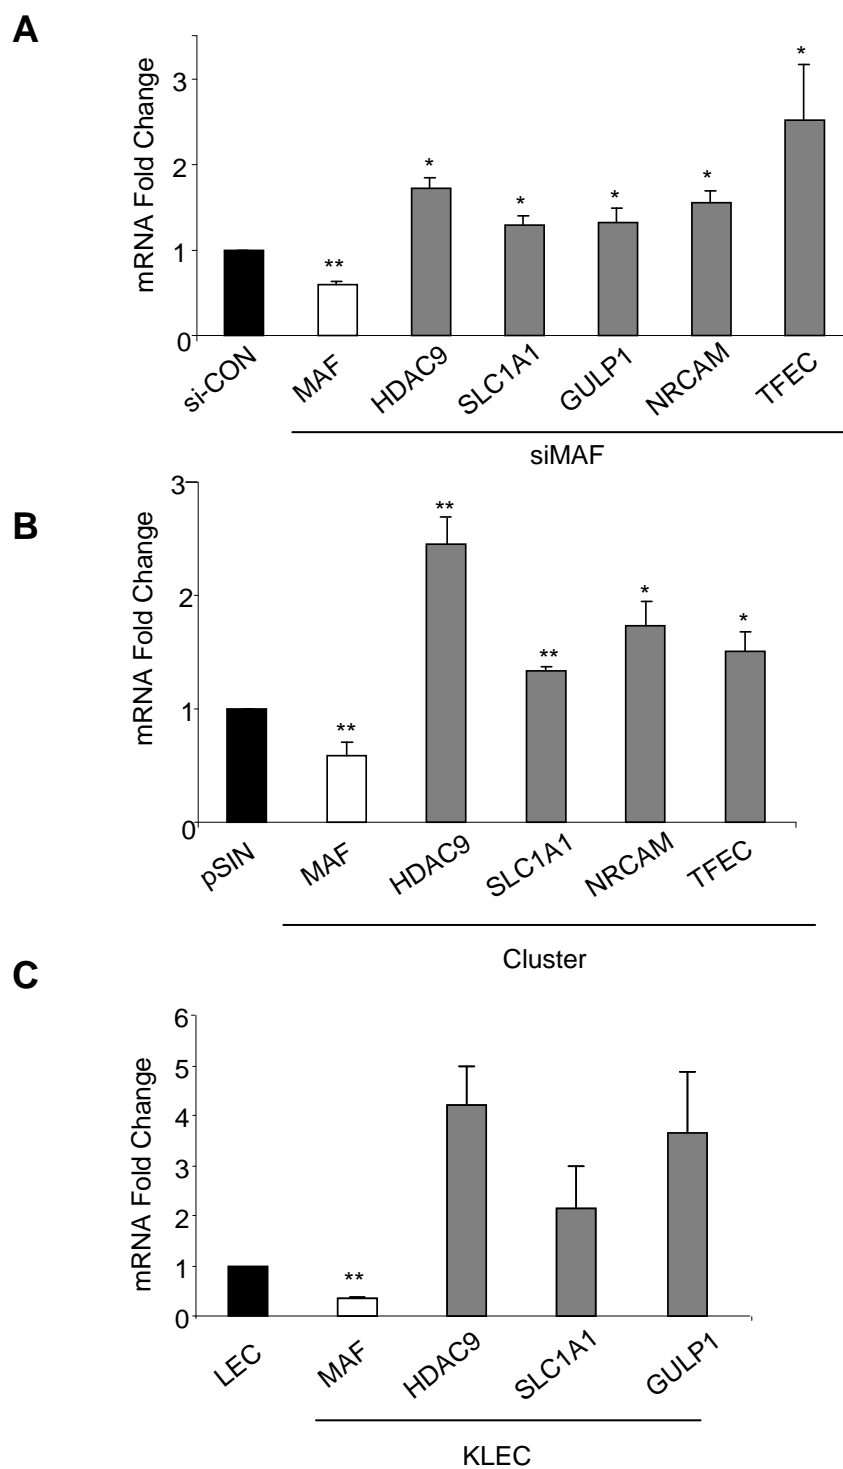 A
mRNA Fold Change
3
2
1
0
*
**
*
*
*
*
si-CON
MAF
HDAC9
SLC1A1
GULP1
NRCAM
TFEC
siMAF
B
mRNA Fold Change
3
2
1
0
**
**
**
*
*
pSIN
MAF
HDAC9
SLC1A1
NRCAM
TFEC
Cluster
C
mRNA Fold Change
6
5
4
3
2
1
0
**
LEC
MAF
HDAC9
SLC1A1
GULP1
KLEC